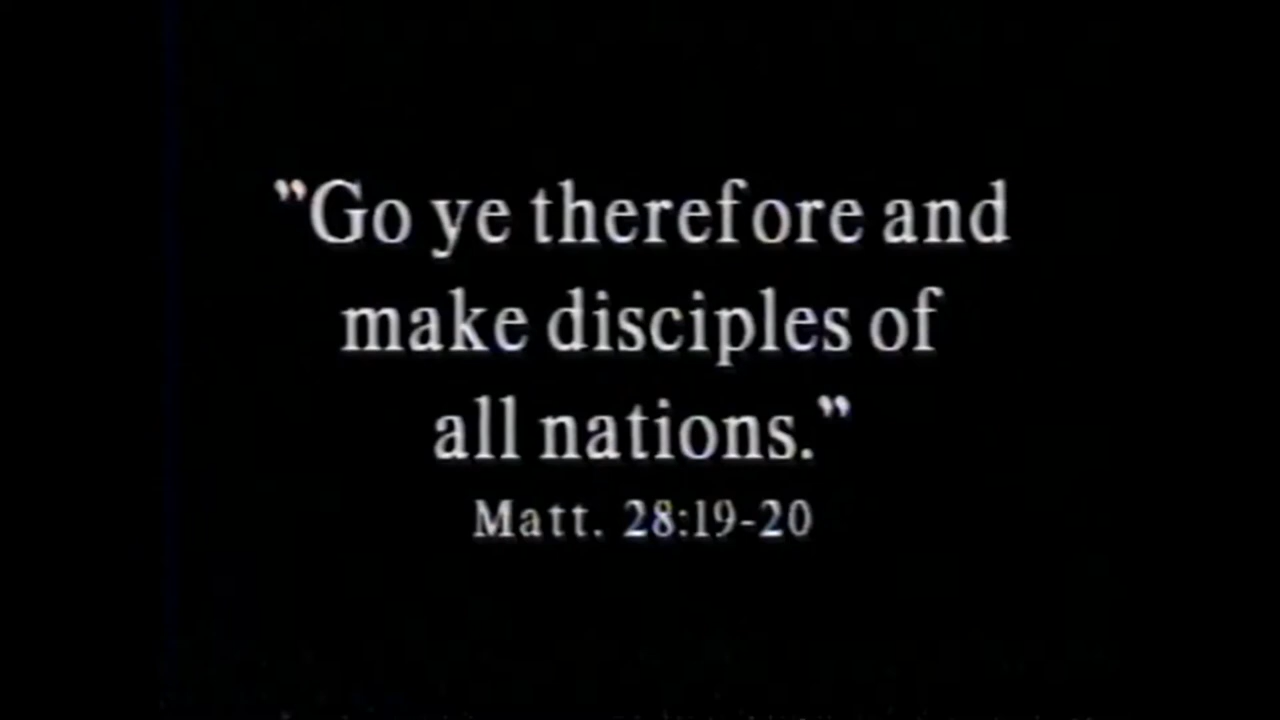 ”Go ye therefore and
make disciples of
all nations.”
Matt. 28:19-20